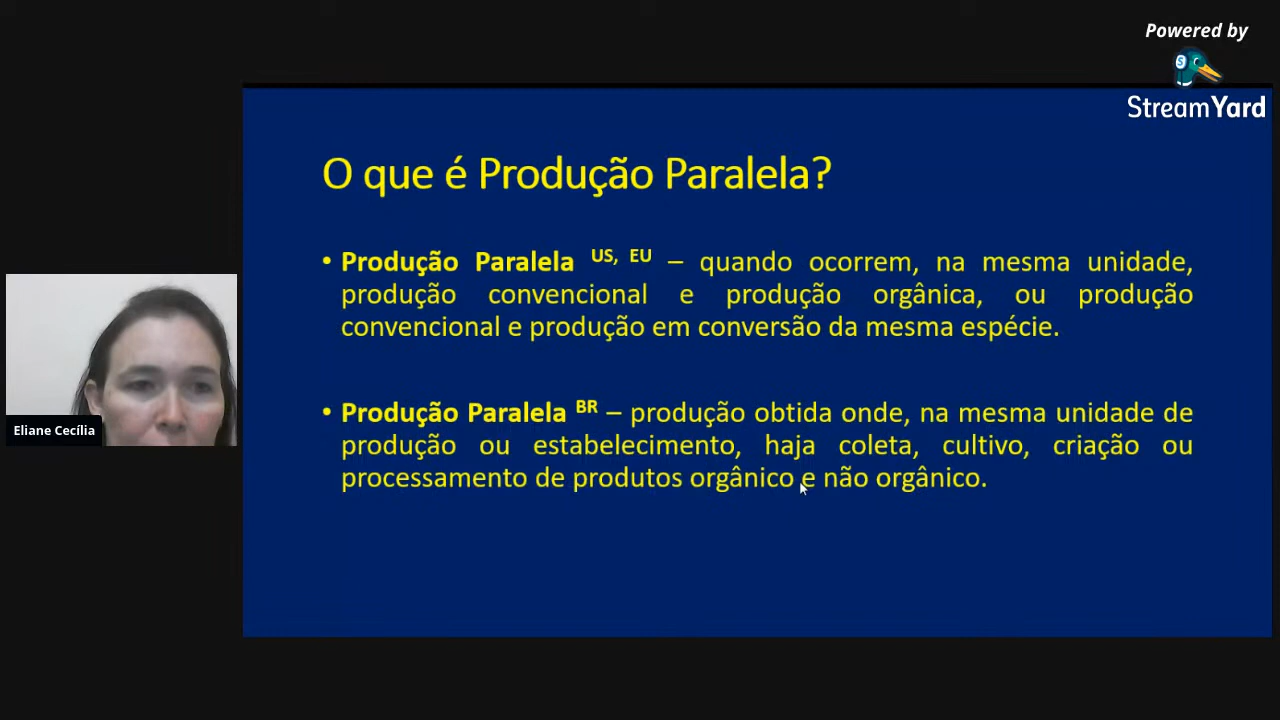 Powered by
StreamYard
O que é Produção Paralela?
• Produção Paralela US, EU – quando ocorrem, na mesma unidade,
produção convencional e produção orgânica, ou produção
convencional e produção em conversão da mesma espécie.
• Produção Paralela BR – produção obtida onde, na mesma unidade de
produção ou estabelecimento, haja coleta, cultivo, criação ou
processamento de produtos orgânico e não orgânico.
Eliane Cecília